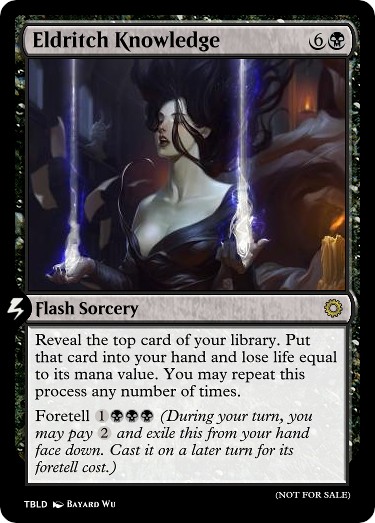 Eldritch Knowledge 6
Flash Sorcery
Reveal the top card of your library. Put
that card into your hand and lose life equal
to its mana value. You may repeat this
process any number of times.
Foretell 1 (During your turn, you
may pay 2 and exile this from your hand
face down. Cast it on a later turn for its
foretell cost.)
TBLD Bayard Wu
(NOT FOR SALE)